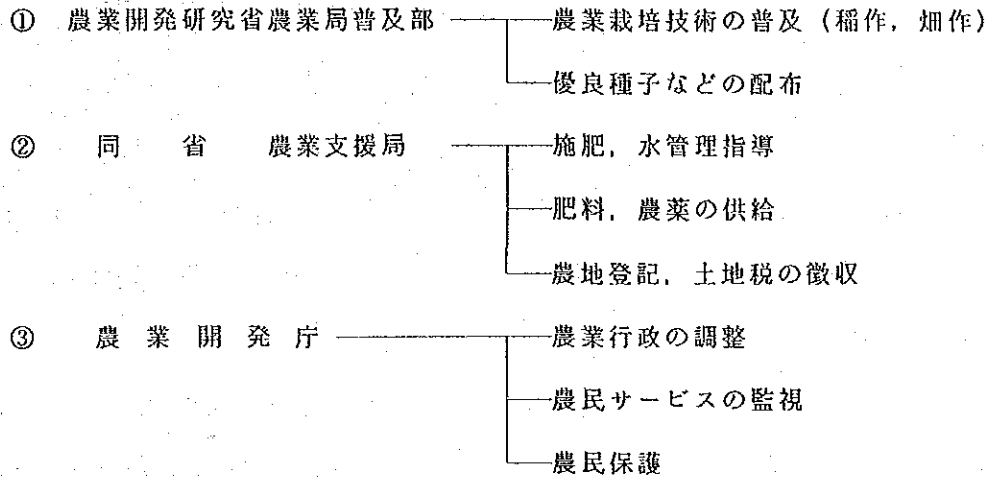 ① 農業開発研究省農業局普及部 農業栽培技術の普及（稲作，畑作）
優良種子などの配布
② 同省 農業支援局 施肥，水管理指導
肥料，農薬の供給
農地登記，土地税の徴収
③ 農業開発庁 農業行政の調整
農民サービスの監視
農民保護